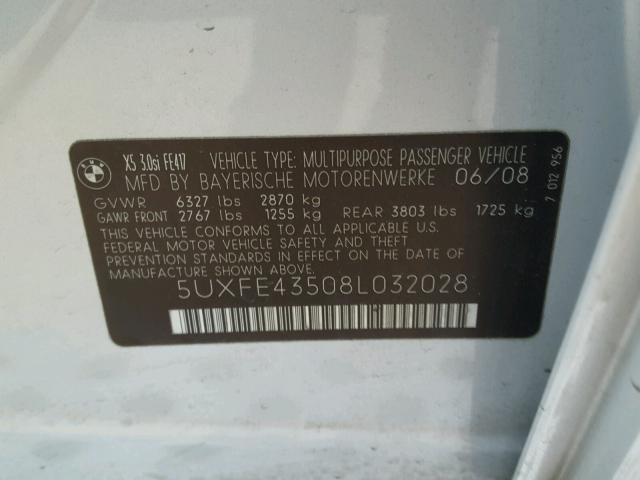 BMW
X5 3.0si FE417 VEHICLE TYPE: MULTIPURPOSE PASSENGER VEHICLE
MFD BY BAYERISCHE MOTORENWERKE 06/08
GVWR 6327 lbs 2870 kg
GAWR FRONT 2767 lbs 1255 kg REAR 3803 lbs 1725 kg
THIS VEHICLE CONFORMS TO ALL APPLICABLE U.S.
FEDERAL MOTOR VEHICLE SAFETY AND THEFT
PREVENTION STANDARDS IN EFFECT ON THE DATE OF
MANUFACTURE SHOWN ABOVE.
5UXFE43508L032028
7 012 956